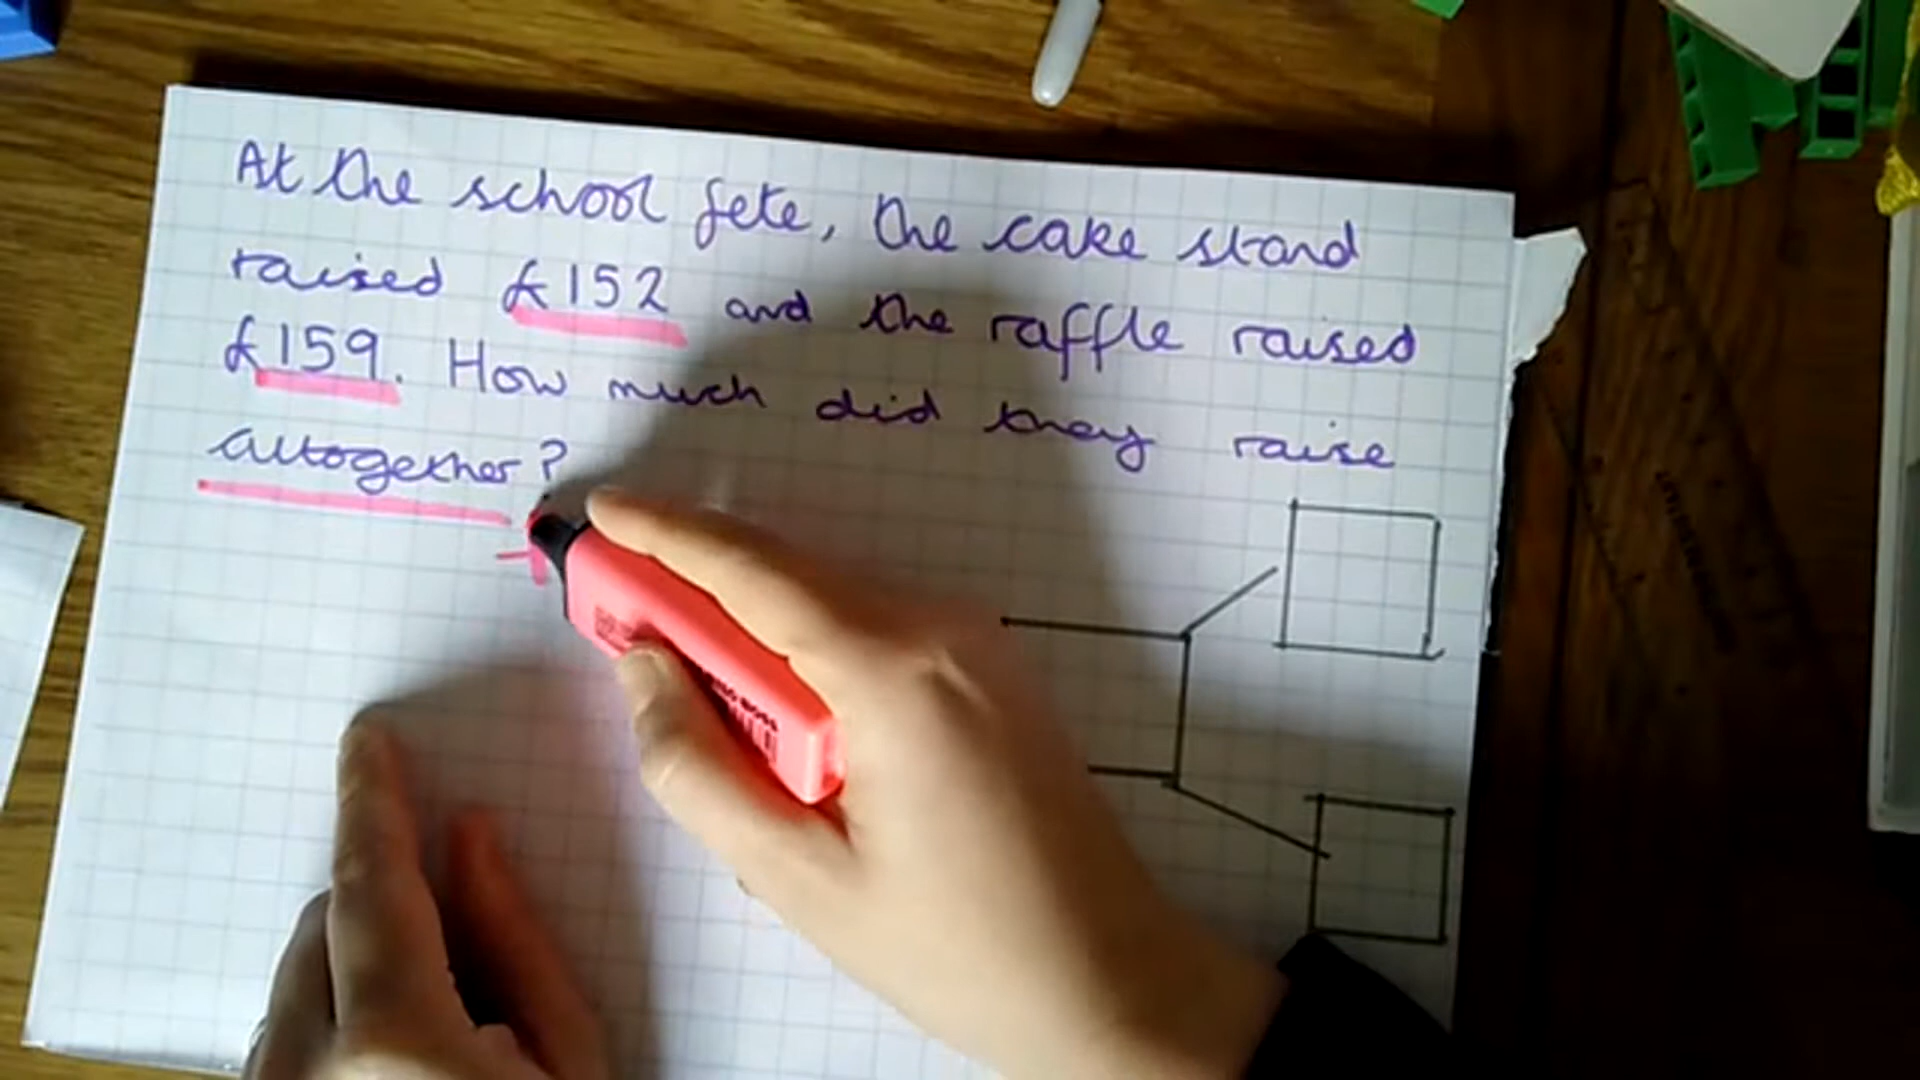 At the school fete, the cake stand
raised £152 and the raffle raised
£159. How much did they raise
altogether?
+